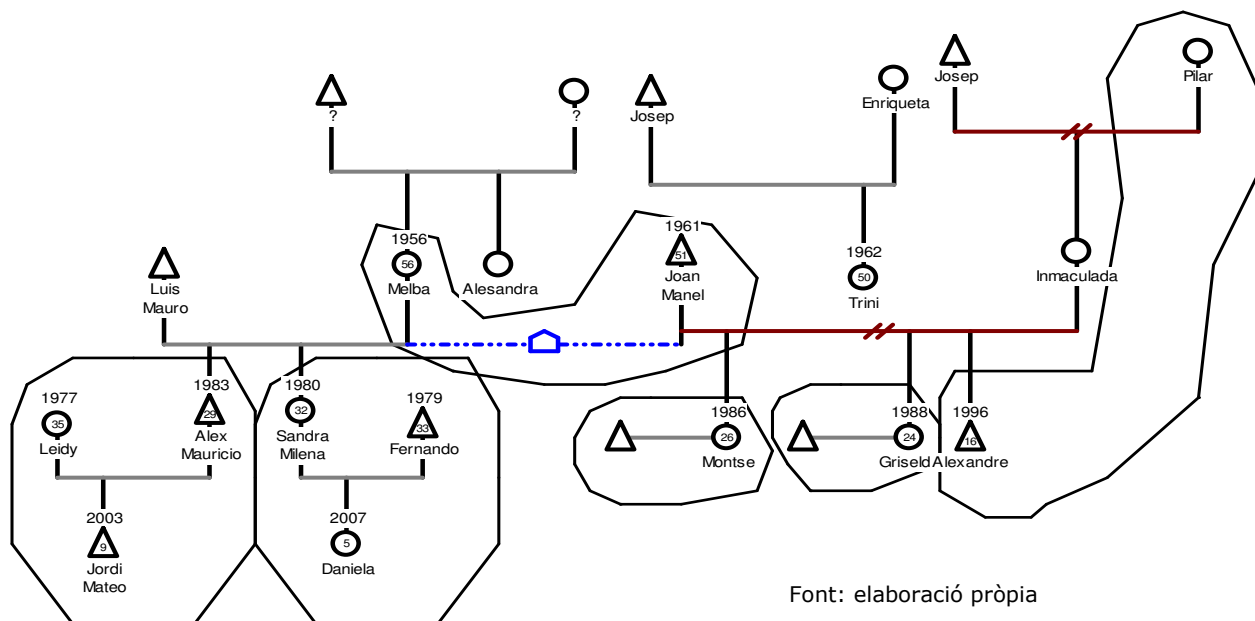 Josep
Pilar
?
?
Josep
Enriqueta
1956
56
Melba
Alesandra
1961
51
Joan
Manel
1962
50
Trini
Inmaculada
Luis
Mauro
1977
35
Leidy
1983
29
Alex
Mauricio
1980
32
Sandra
Milena
1979
33
Fernando
1986
26
Montse
1988
24
Griseld
1996
16
Alexandre
2003
9
Jordi
Mateo
2007
5
Daniela
Font: elaboració pròpia